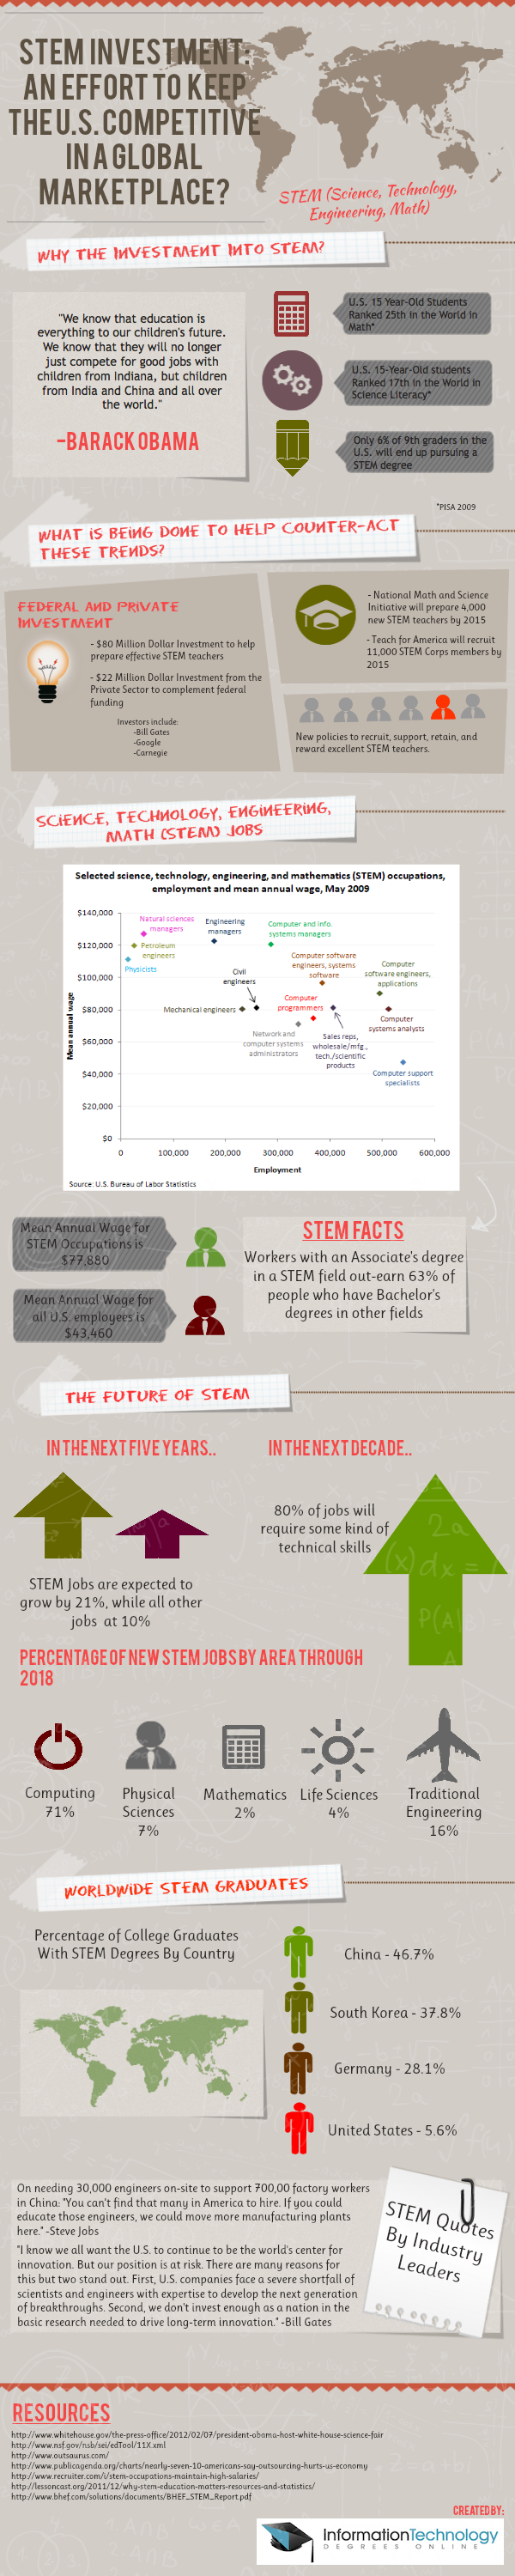 STEM INVESTMENT:
AN EFFORT TO KEEP
THE U.S. COMPETITIVE
IN A GLOBAL
MARKETPLACE?
STEM (Science, Technology,
Engineering, Math)
WHY THE INVESTMENT INTO STEM?
"We know that education is
everything to our children's future.
We know that they will no longer
just compete for good jobs with
children from Indiana, but children
from India and China and all over
the world."
-BARACK OBAMA
U.S. 15 Year-Old Students
Ranked 25th in the World in
Math*
U.S. 15-Year-Old students
Ranked 17th in the World in
Science Literacy*
Only 6% of 9th graders in the
U.S. will end up pursuing a
STEM degree
*PISA 2009
WHAT IS BEING DONE TO HELP COUNTER-ACT
THESE TRENDS?
FEDERAL AND PRIVATE
INVESTMENT
- $80 Million Dollar Investment to help
prepare effective STEM teachers
- $22 Million Dollar Investment from the
Private Sector to complement federal
funding
Investors include:
-Bill Gates
-Google
-Carnegie
- National Math and Science
Initiative will prepare 4,000
new STEM teachers by 2015
- Teach for America will recruit
11,000 STEM Corps members by
2015
New policies to recruit, support, retain, and
reward excellent STEM teachers.
SCIENCE, TECHNOLOGY, ENGINEERING,
MATH (STEM) JOBS
Selected science, technology, engineering, and mathematics (STEM) occupations,
employment and mean annual wage, May 2009
Mean annual wage
$140,000
$120,000
$100,000
$80,000
$60,000
$40,000
$20,000
$0
Natural sciences
managers
Engineering
managers
Computer and info.
systems managers
Petroleum
engineers
Physicists
Computer software
engineers, systems
software
Computer
software engineers,
applications
Civil
engineers
Mechanical engineers
Computer
programmers
Computer
systems analysts
Network and
computer systems
administrators
Sales reps,
wholesale/mfg.,
tech./scientific
products
Computer support
specialists
0 100,000 200,000 300,000 400,000 500,000 600,000
Employment
Source: U.S. Bureau of Labor Statistics
Mean Annual Wage for
STEM Occupations is
$77,880
Mean Annual Wage for
all U.S. employees is
$43,460
STEM FACTS
Workers with an Associate's degree
in a STEM field out-earn 63% of
people who have Bachelor's
degrees in other fields
THE FUTURE OF STEM
IN THE NEXT FIVE YEARS..
STEM Jobs are expected to
grow by 21%, while all other
jobs at 10%
IN THE NEXT DECADE..
80% of jobs will
require some kind of
technical skills
PERCENTAGE OF NEW STEM JOBS BY AREA THROUGH
2018
Computing
71%
Physical
Sciences
7%
Mathematics
2%
Life Sciences
4%
Traditional
Engineering
16%
WORLDWIDE STEM GRADUATES
Percentage of College Graduates
With STEM Degrees By Country
China - 46.7%
South Korea - 37.8%
Germany - 28.1%
United States - 5.6%
On needing 30,000 engineers on-site to support 700,00 factory workers
in China: "You can't find that many in America to hire. If you could
educate those engineers, we could move more manufacturing plants
here." -Steve Jobs
"I know we all want the U.S. to continue to be the world's center for
innovation. But our position is at risk. There are many reasons for
this but two stand out. First, U.S. companies face a severe shortfall of
scientists and engineers with expertise to develop the next generation
of breakthroughs. Second, we don't invest enough as a nation in the
basic research needed to drive long-term innovation." -Bill Gates
STEM Quotes
By Industry
Leaders
RESOURCES
http://www.whitehouse.gov/the-press-office/2012/02/07/president-obama-host-white-house-science-fair
http://www.nsf.gov/nsb/sei/edTool/11X.xml
http://www.outsaurus.com/
http://www.publicagenda.org/charts/nearly-seven-10-americans-say-outsourcing-hurts-us-economy
http://www.recruiter.com/i/stem-occupations-maintain-high-salaries/
http://lessoncast.org/2011/12/why-stem-education-matters-resources-and-statistics/
http://www.bhef.com/solutions/documents/BHEF_STEM_Report.pdf
CREATED BY:
InformationTechnology
DEGREES ONLINE